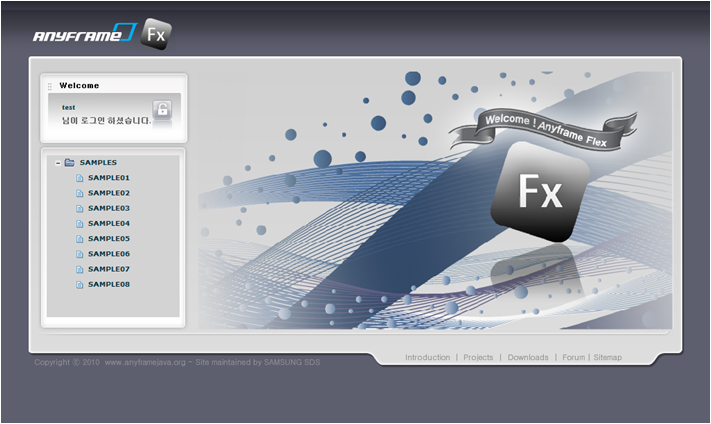 ANYFRAME Fx
Welcome
test
님이 로그인 하셨습니다.
SAMPLES
SAMPLE01
SAMPLE02
SAMPLE03
SAMPLE04
SAMPLE05
SAMPLE06
SAMPLE07
SAMPLE08
Welcome ! Anyframe Flex
Fx
Introduction | Projects | Downloads | Forum | Sitemap
Copyright ⓒ 2010 www.anyframejava.org - Site maintained by SAMSUNG SDS